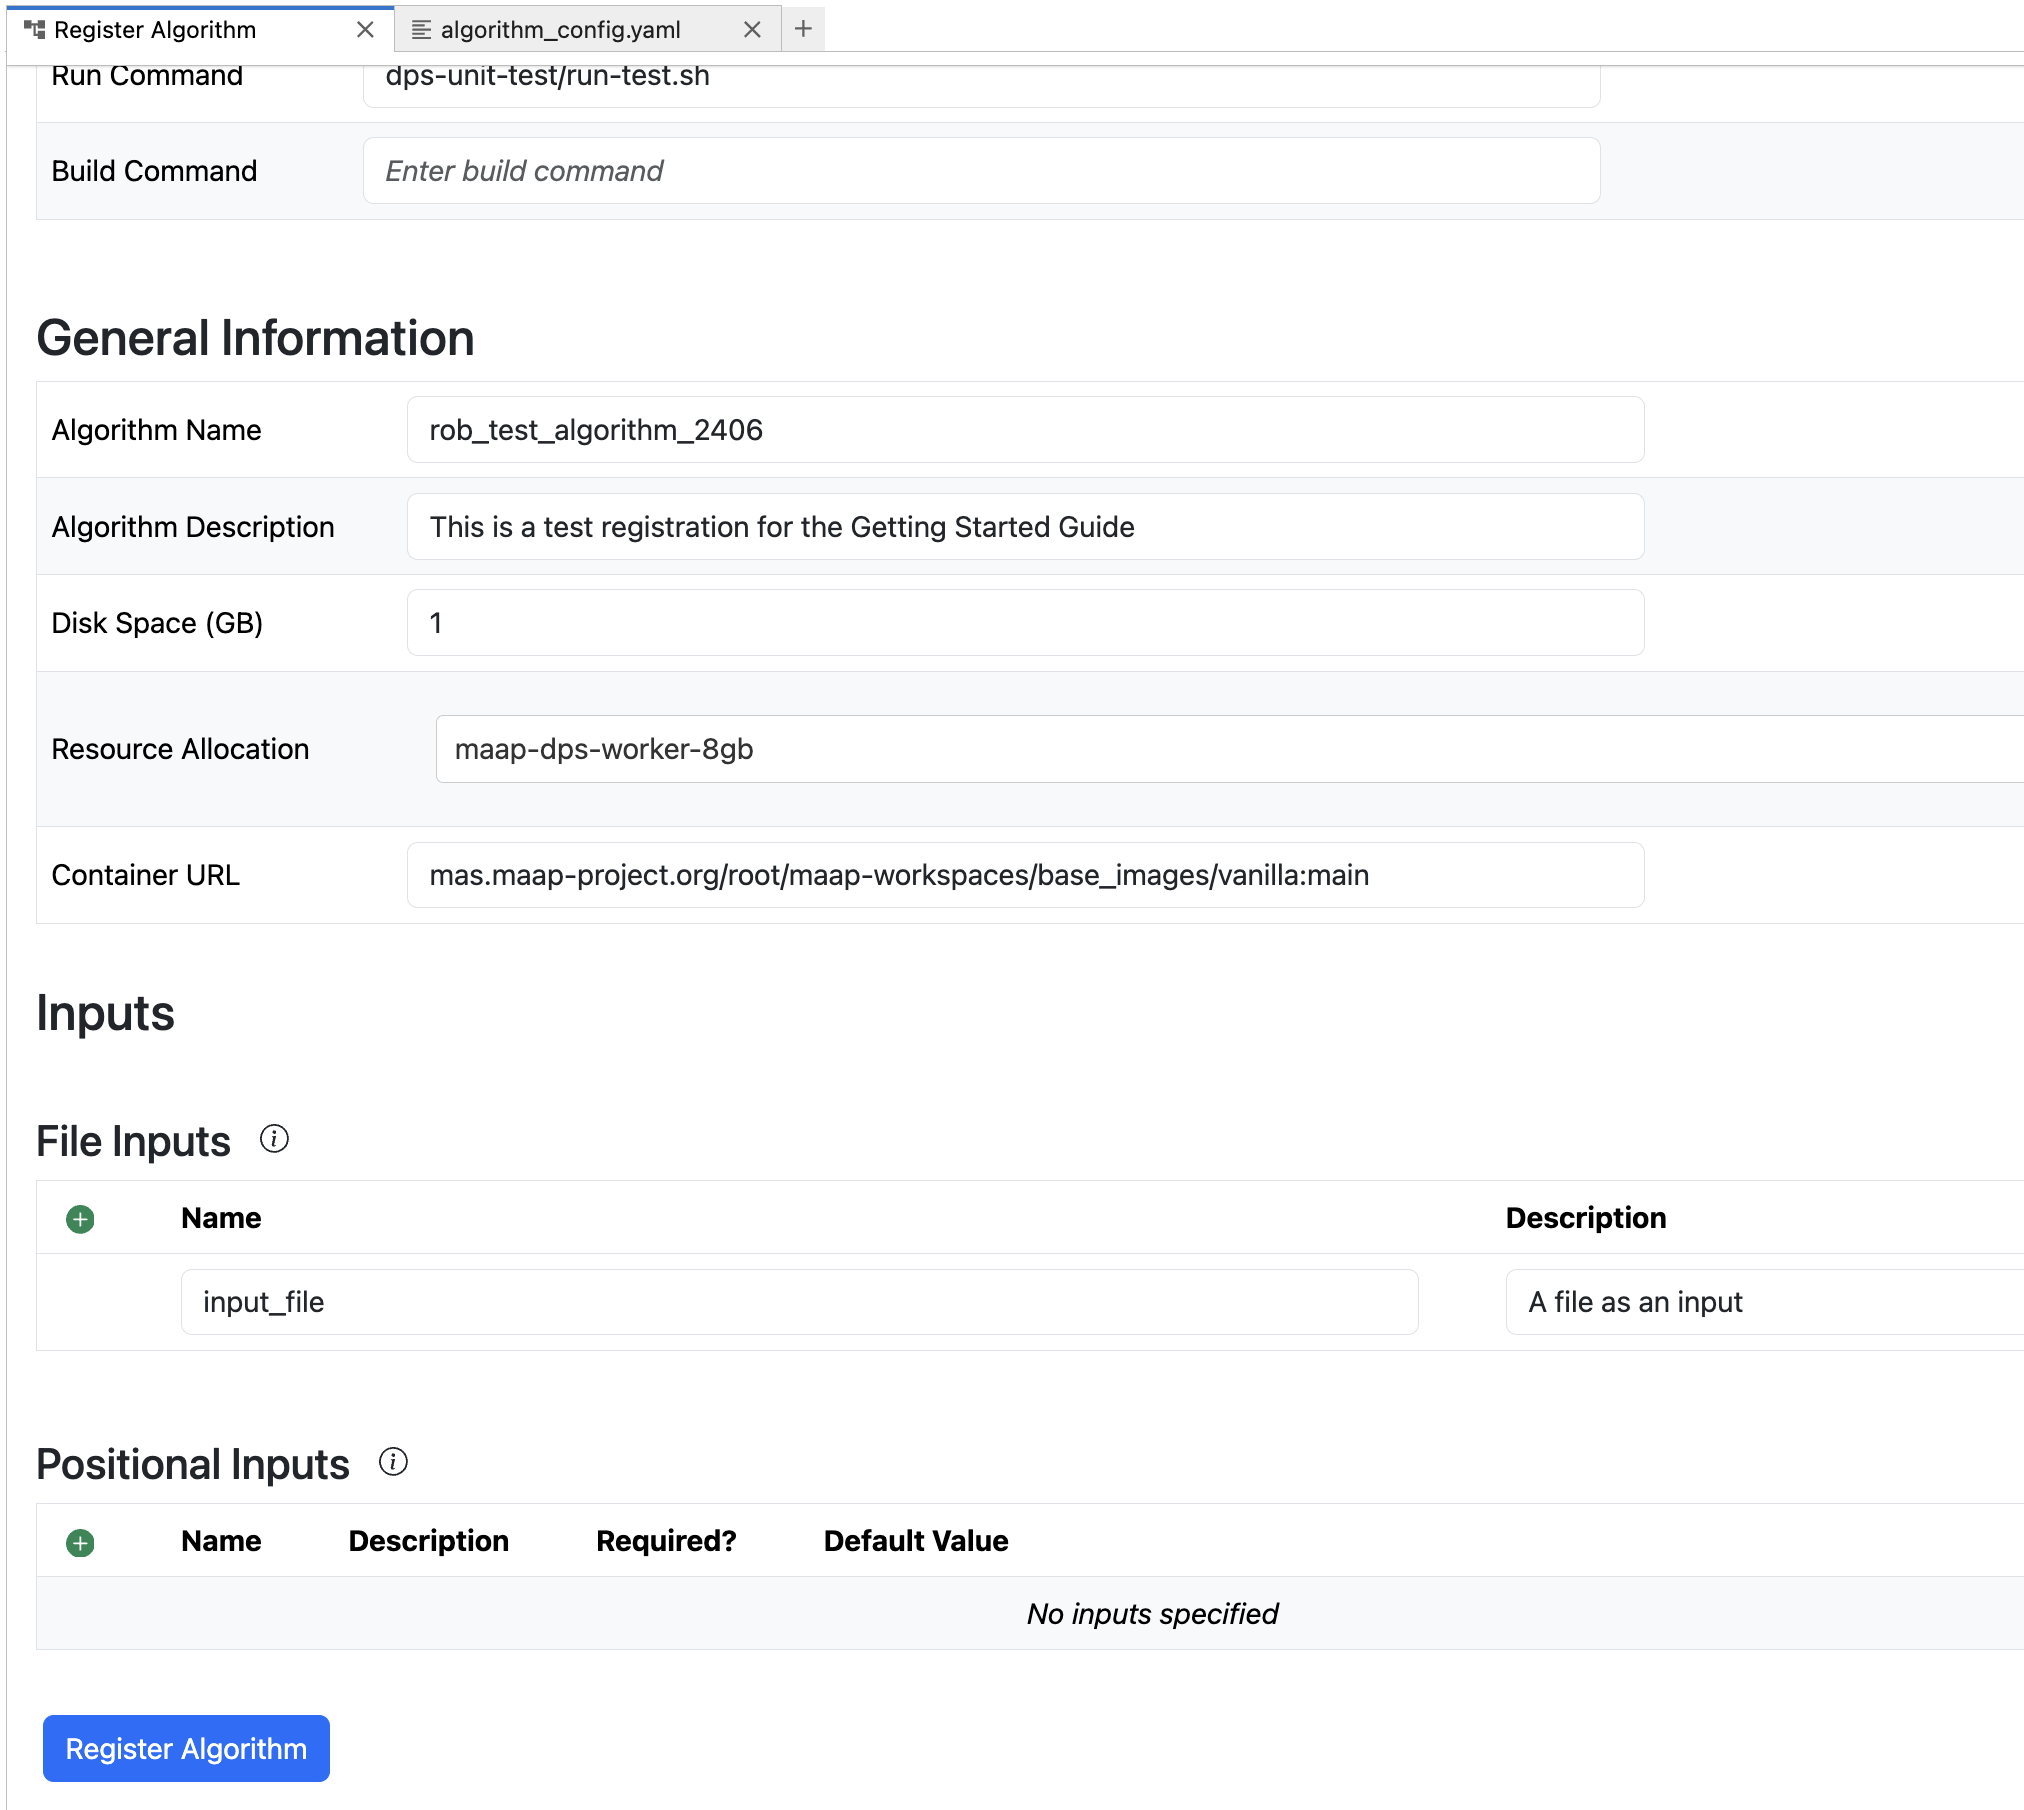 Register Algorithm
algorithm_config.yaml
Run Command dps-unit-test/run-test.sh
Build Command Enter build command
General Information
Algorithm Name rob_test_algorithm_2406
Algorithm Description This is a test registration for the Getting Started Guide
Disk Space (GB) 1
Resource Allocation maap-dps-worker-8gb
Container URL mas.maap-project.org/root/maap-workspaces/base_images/vanilla:main
Inputs
File Inputs
Name Description
input_file A file as an input
Positional Inputs
Name Description Required? Default Value
No inputs specified
Register Algorithm